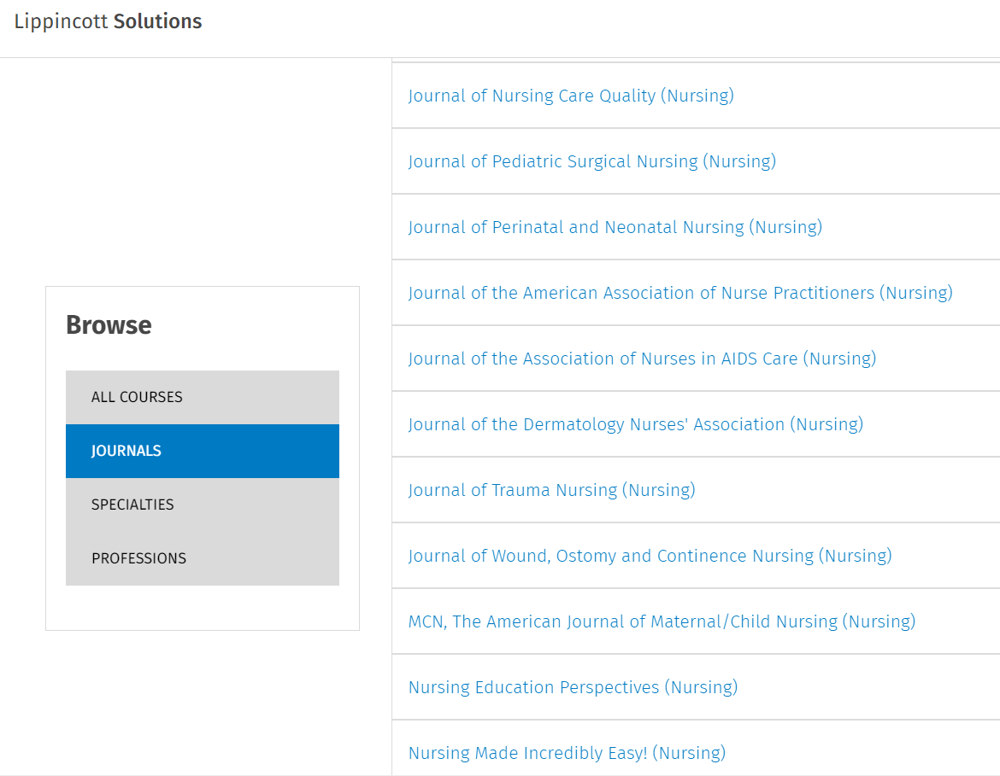 Lippincott Solutions
Browse
ALL COURSES
JOURNALS
SPECIALTIES
PROFESSIONS
Journal of Nursing Care Quality (Nursing)
Journal of Pediatric Surgical Nursing (Nursing)
Journal of Perinatal and Neonatal Nursing (Nursing)
Journal of the American Association of Nurse Practitioners (Nursing)
Journal of the Association of Nurses in AIDS Care (Nursing)
Journal of the Dermatology Nurses' Association (Nursing)
Journal of Trauma Nursing (Nursing)
Journal of Wound, Ostomy and Continence Nursing (Nursing)
MCN, The American Journal of Maternal/Child Nursing (Nursing)
Nursing Education Perspectives (Nursing)
Nursing Made Incredibly Easy! (Nursing)